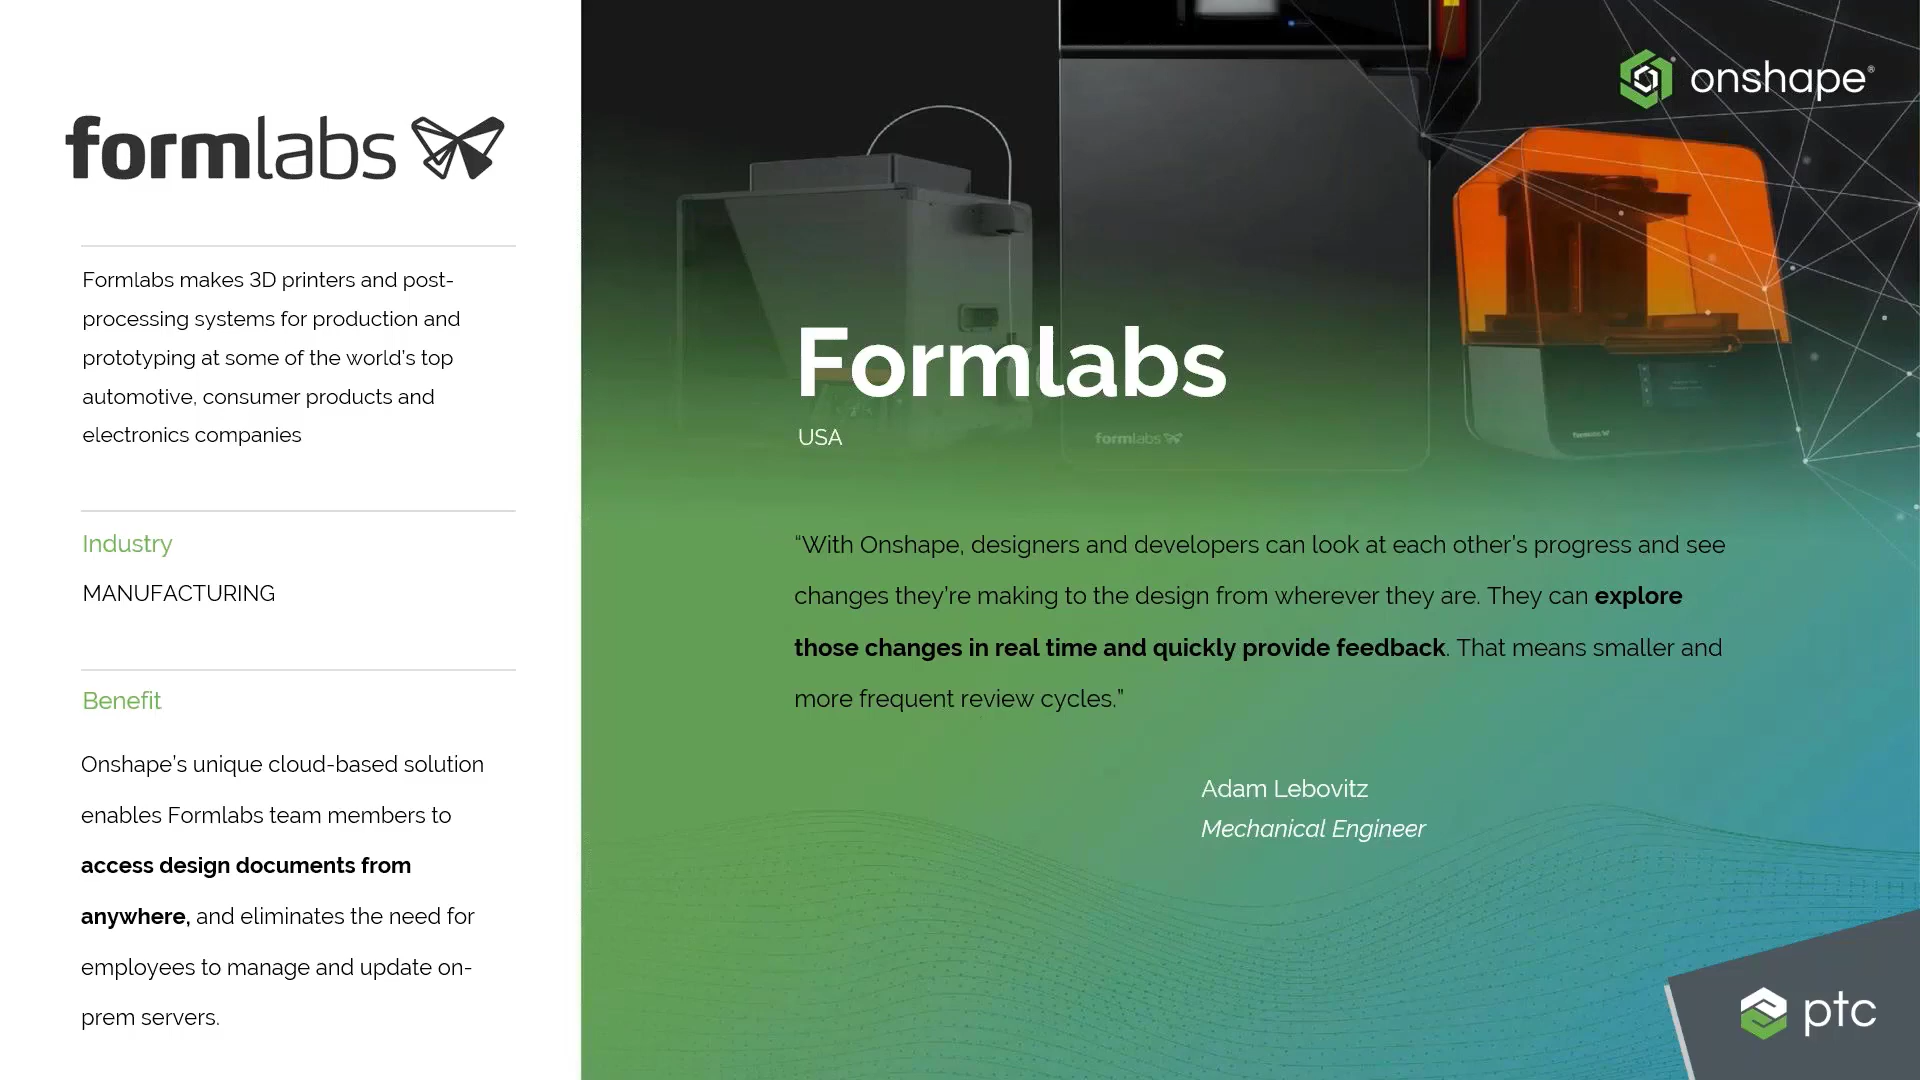 formlabs
Formlabs makes 3D printers and post-
processing systems for production and
prototyping at some of the world's top
automotive, consumer products and
electronics companies
Industry
MANUFACTURING
Benefit
Onshape's unique cloud-based solution
enables Formlabs team members to
access design documents from
anywhere, and eliminates the need for
employees to manage and update on-
prem servers.
onshape®
Formlabs
USA
formlabs
formlabs
“With Onshape, designers and developers can look at each other's progress and see
changes they're making to the design from wherever they are. They can explore
those changes in real time and quickly provide feedback. That means smaller and
more frequent review cycles.”
Adam Lebovitz
Mechanical Engineer
ptc